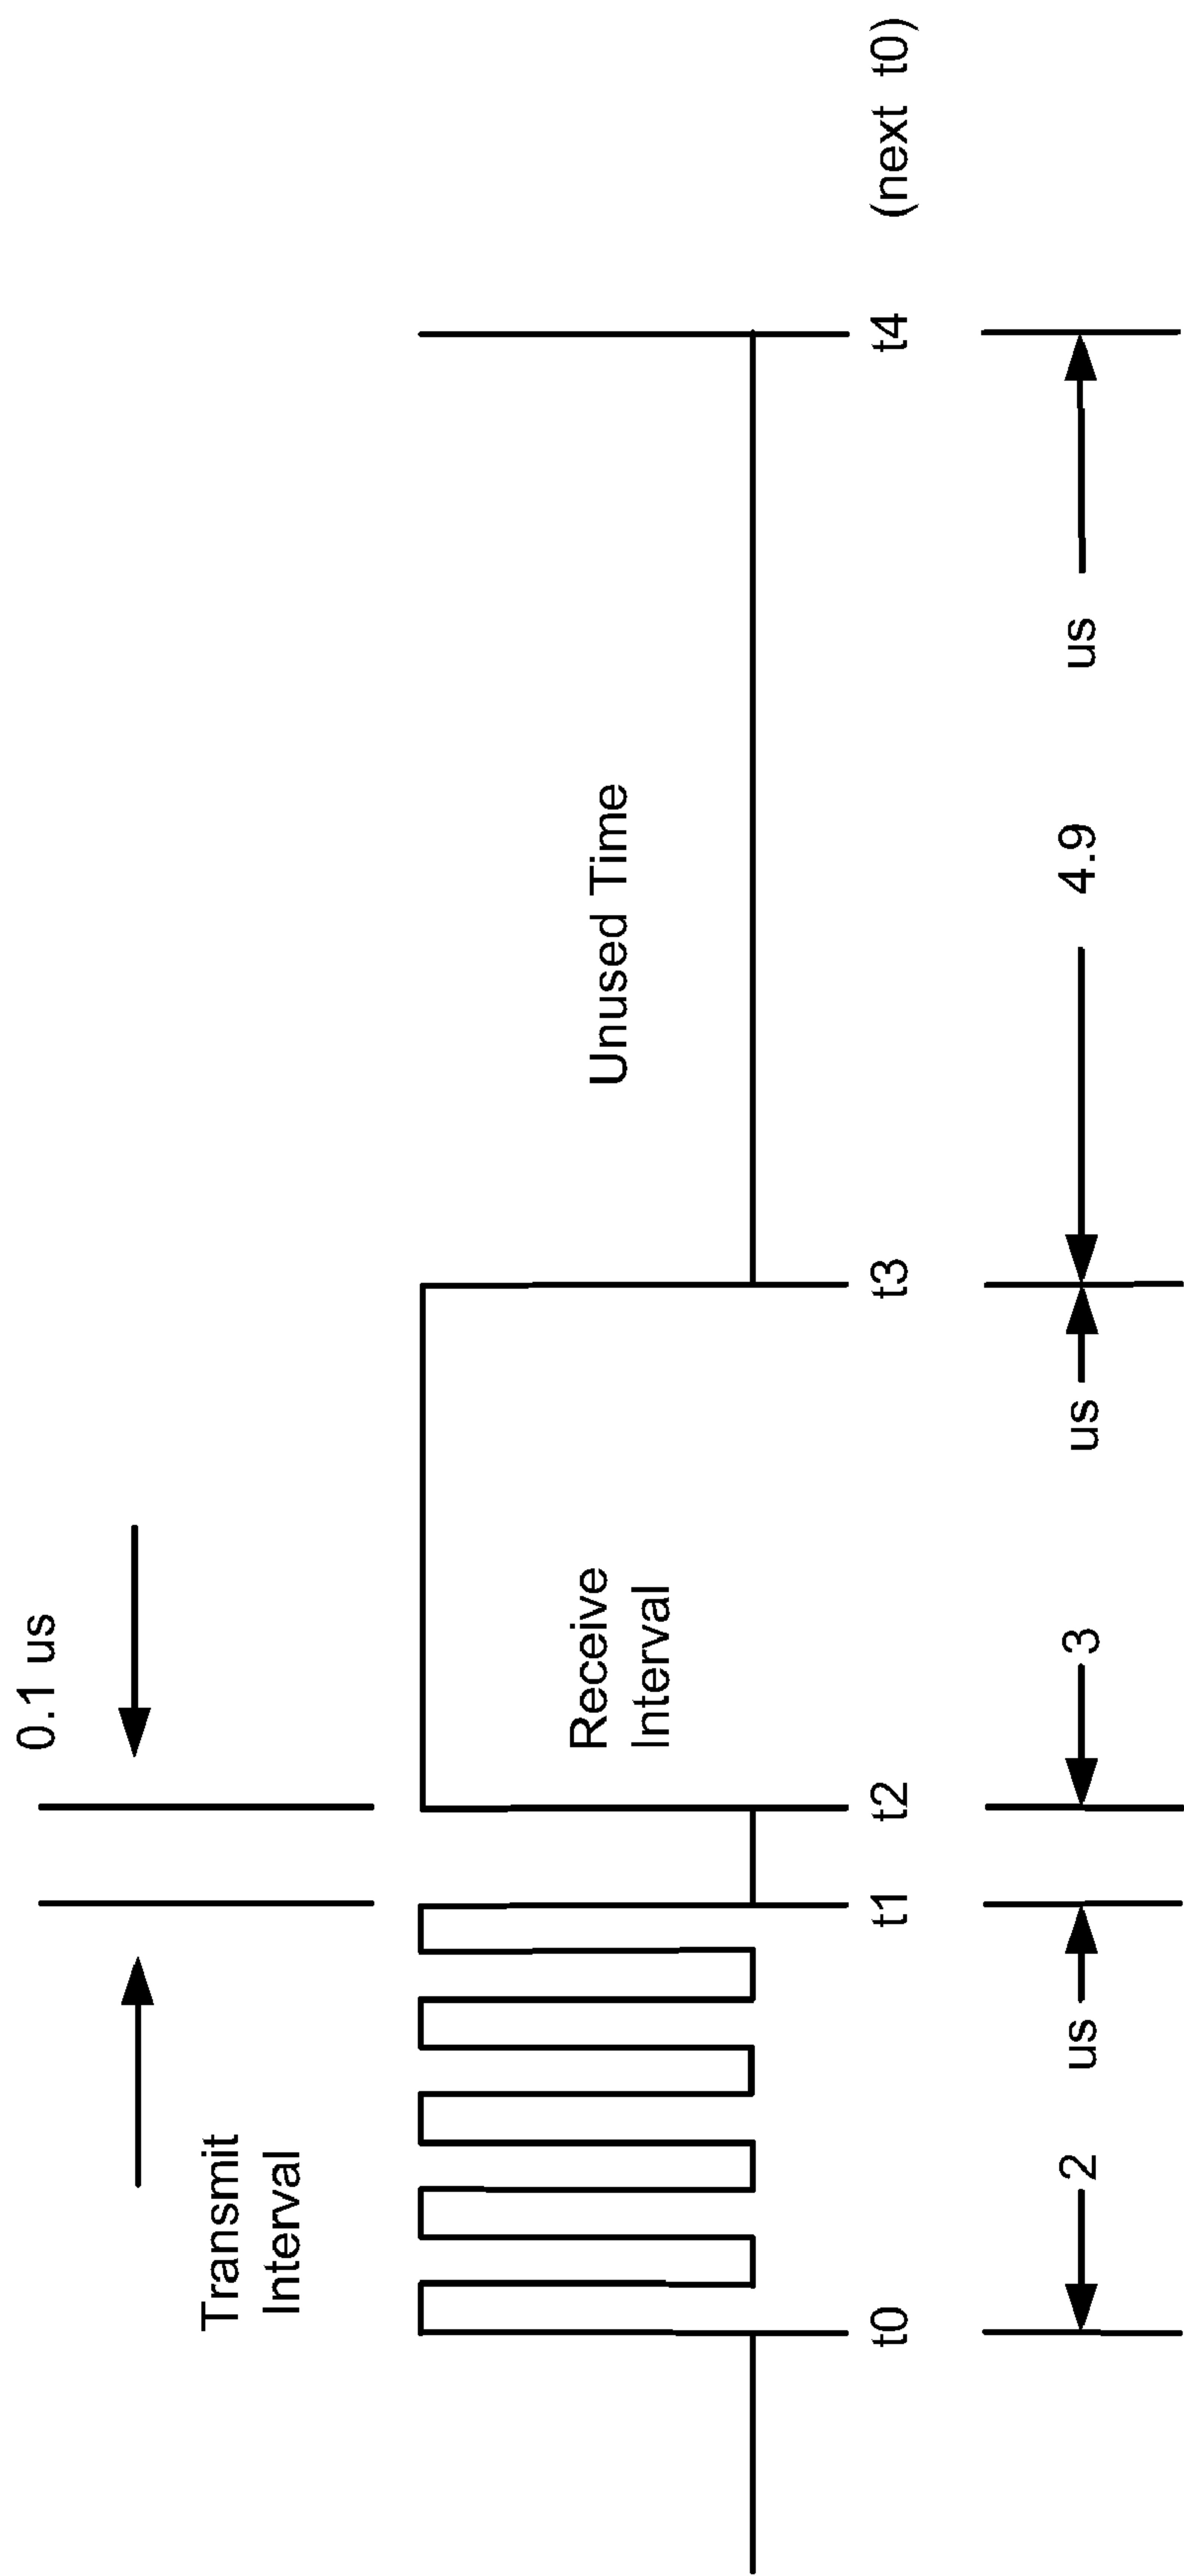 0.1 us
Transmit
Interval
Receive
Interval
Unused Time
t0 t1 t2 t3 t4 (next t0)
2 us 3 us 4.9 us